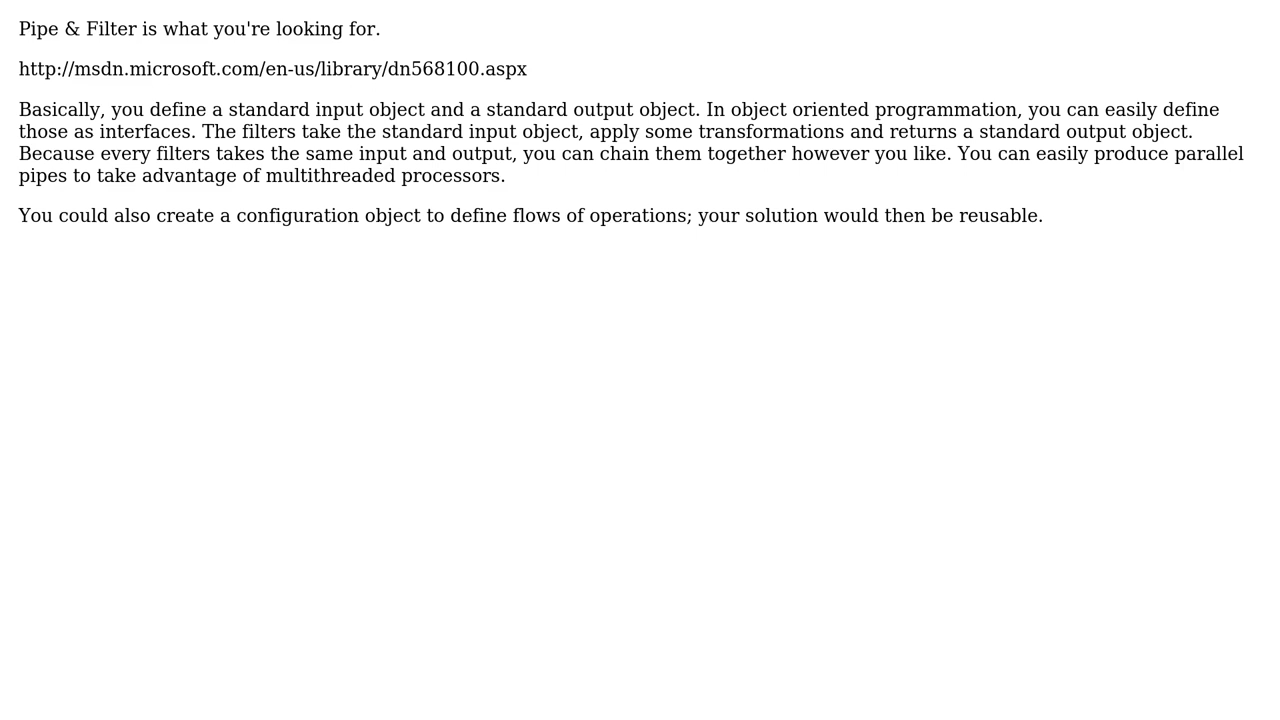 Pipe & Filter is what you're looking for.
http://msdn.microsoft.com/en-us/library/dn568100.aspx
Basically, you define a standard input object and a standard output object. In object oriented programmation, you can easily define
those as interfaces. The filters take the standard input object, apply some transformations and returns a standard output object.
Because every filters takes the same input and output, you can chain them together however you like. You can easily produce parallel
pipes to take advantage of multithreaded processors.
You could also create a configuration object to define flows of operations; your solution would then be reusable.